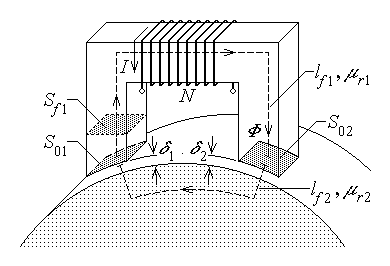 I
N
l_{f1}, μ_{r1}
S_{f1}
S_{01}
Φ
S_{02}
δ_1 δ_2
l_{f2}, μ_{r2}